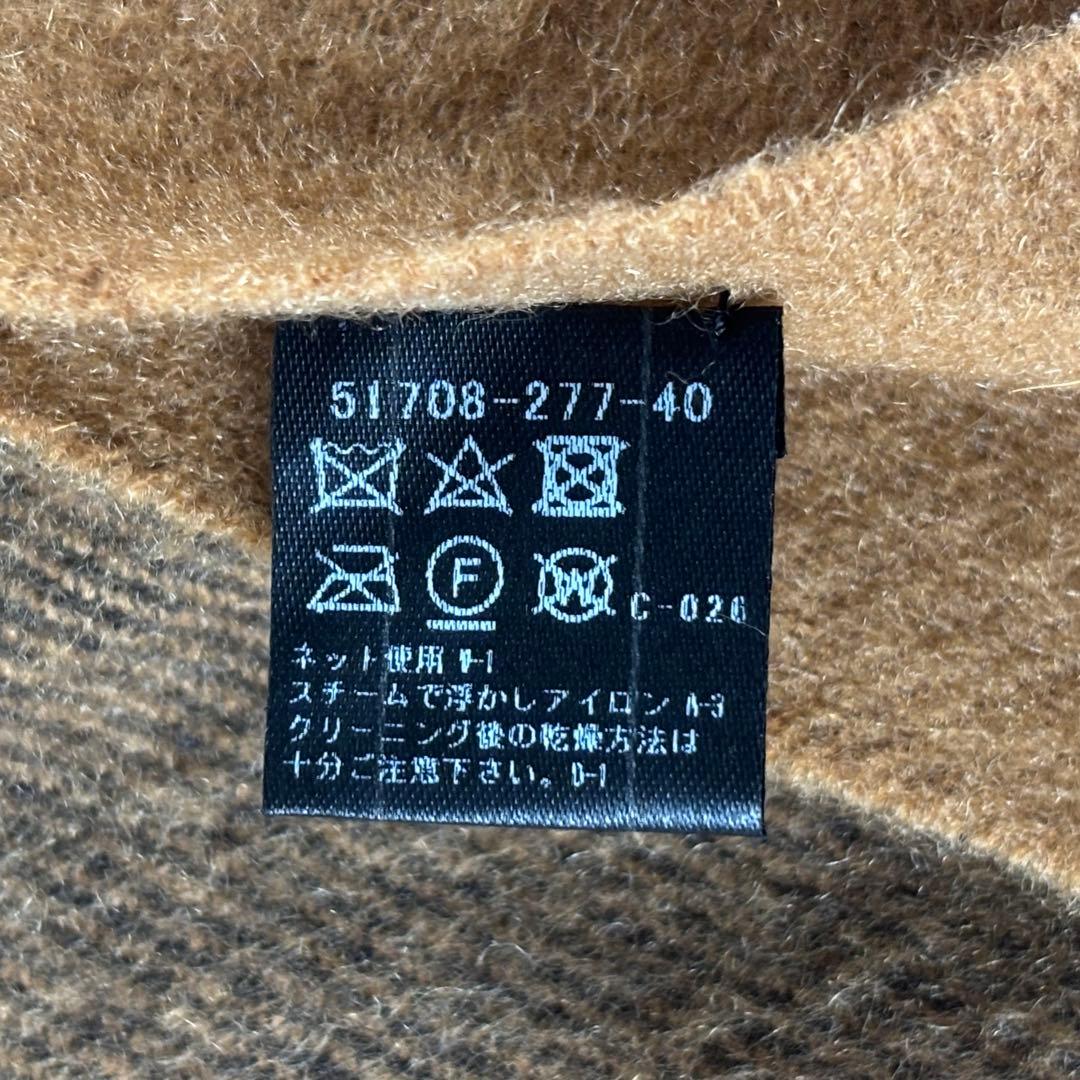 51708-277-40
F W C-026
ネット使用 W-1
スチームで浮かしアイロン A-3
クリーニング後の乾燥方法は
十分ご注意下さい。D-1